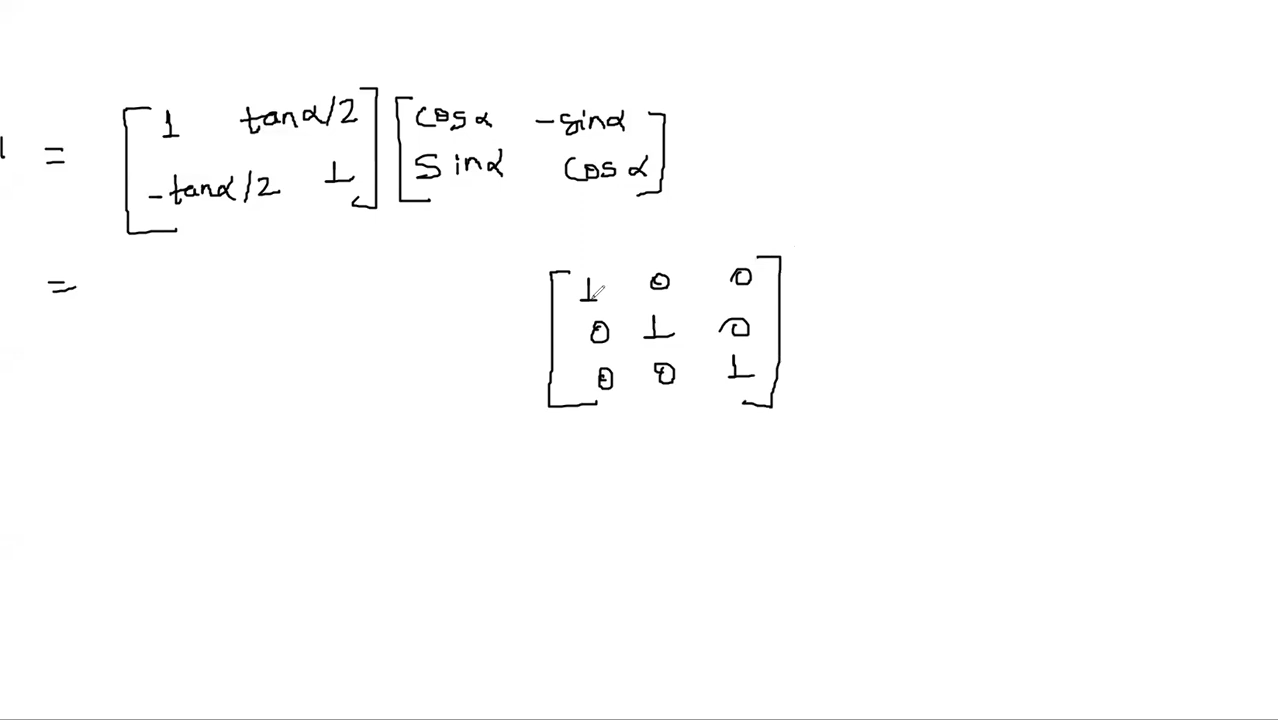 = [ 1 tanα/2 ] [ cosα -sinα ]
[ -tanα/2 1 ] [ sinα cosα ]
=
[ 1 0 0 ]
[ 0 1 0 ]
[ 0 0 1 ]